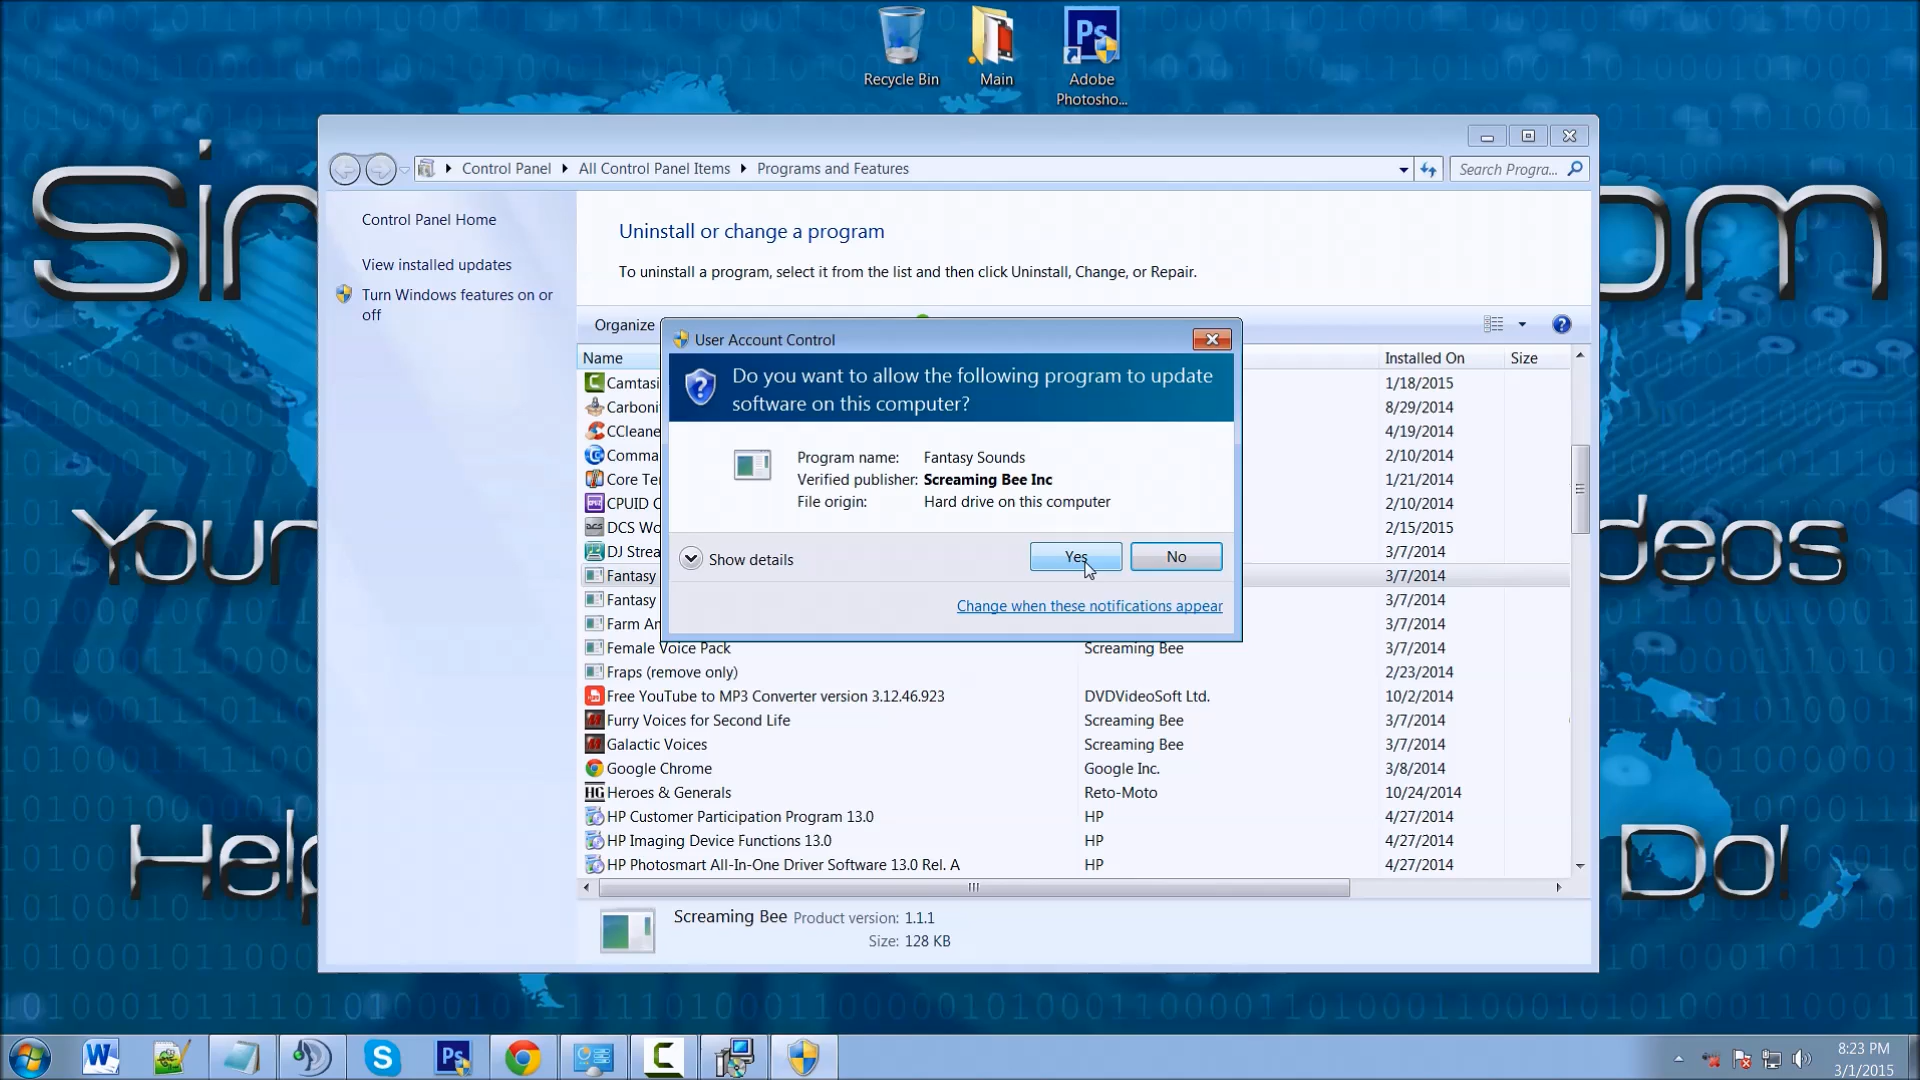 Recycle Bin
Main
Adobe
Photosho...
Control Panel
All Control Panel Items
Programs and Features
Search Progra...
Control Panel Home
View installed updates
Turn Windows features on or
off
Uninstall or change a program
To uninstall a program, select it from the list and then click Uninstall, Change, or Repair.
Organize
Name
Installed On
Size
Camtasi
1/18/2015
Carboni
8/29/2014
CCleane
4/19/2014
Comma
2/10/2014
Core Te
1/21/2014
CPUID C
2/10/2014
DCS Wo
2/15/2015
DJ Strea
3/7/2014
Fantasy
3/7/2014
Fantasy
3/7/2014
Farm An
3/7/2014
Female Voice Pack
Screaming Bee
3/7/2014
Fraps (remove only)
2/23/2014
Free YouTube to MP3 Converter version 3.12.46.923
DVDVideoSoft Ltd.
10/2/2014
Furry Voices for Second Life
Screaming Bee
3/7/2014
Galactic Voices
Screaming Bee
3/7/2014
Google Chrome
Google Inc.
3/8/2014
HG Heroes & Generals
Reto-Moto
10/24/2014
HP Customer Participation Program 13.0
HP
4/27/2014
HP Imaging Device Functions 13.0
HP
4/27/2014
HP Photosmart All-In-One Driver Software 13.0 Rel. A
HP
4/27/2014
User Account Control
Do you want to allow the following program to update
software on this computer?
Program name: Fantasy Sounds
Verified publisher: Screaming Bee Inc
File origin: Hard drive on this computer
Show details
Yes
No
Change when these notifications appear
Screaming Bee Product version: 1.1.1
Size: 128 KB
Your
deos
Help
Do!
8:23 PM
3/1/2015